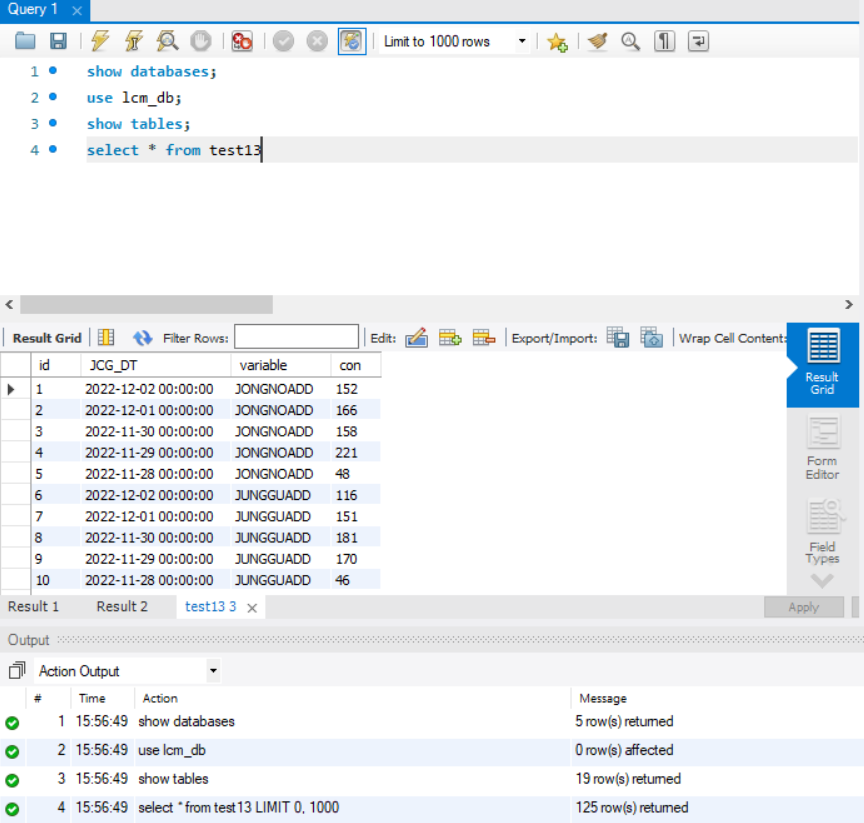 Query 1
Limit to 1000 rows
1 show databases;
2 use lcm_db;
3 show tables;
4 select * from test13
Result Grid Filter Rows: Edit: Export/Import: Wrap Cell Content:
id JCG_DT variable con
1 2022-12-02 00:00:00 JONGNOADD 152
2 2022-12-01 00:00:00 JONGNOADD 166
3 2022-11-30 00:00:00 JONGNOADD 158
4 2022-11-29 00:00:00 JONGNOADD 221
5 2022-11-28 00:00:00 JONGNOADD 48
6 2022-12-02 00:00:00 JUNGGUADD 116
7 2022-12-01 00:00:00 JUNGGUADD 151
8 2022-11-30 00:00:00 JUNGGUADD 181
9 2022-11-29 00:00:00 JUNGGUADD 170
10 2022-11-28 00:00:00 JUNGGUADD 46
Result
Grid
Form
Editor
Field
Types
Result 1 Result 2 test13 3 Apply
Output
Action Output
# Time Action Message
1 15:56:49 show databases 5 row(s) returned
2 15:56:49 use lcm_db 0 row(s) affected
3 15:56:49 show tables 19 row(s) returned
4 15:56:49 select * from test13 LIMIT 0, 1000 125 row(s) returned